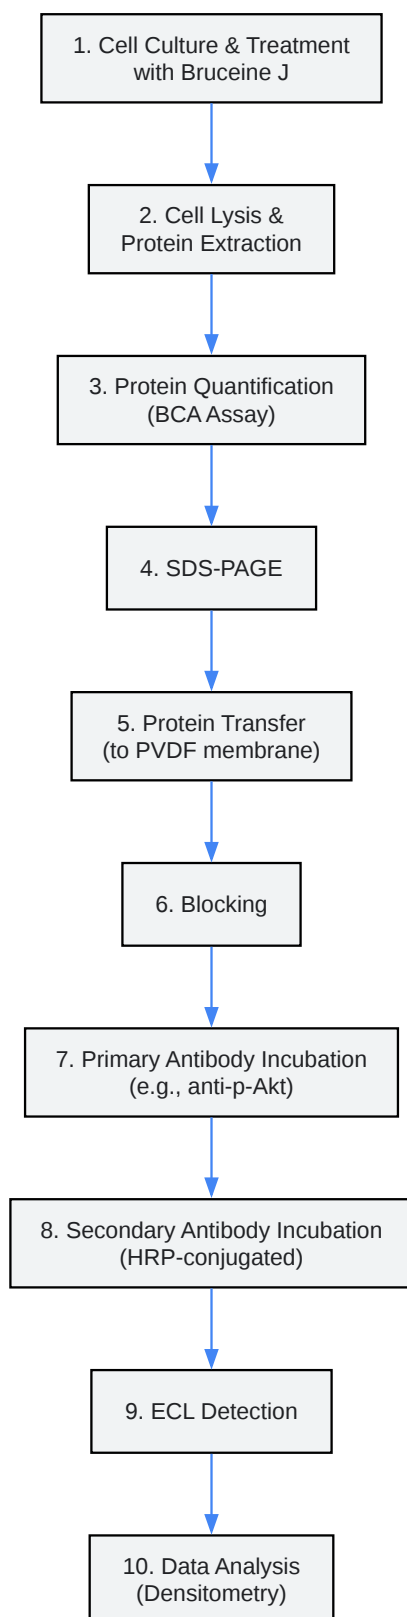 1. Cell Culture & Treatment
with Bruceine J
2. Cell Lysis &
Protein Extraction
3. Protein Quantification
(BCA Assay)
4. SDS-PAGE
5. Protein Transfer
(to PVDF membrane)
6. Blocking
7. Primary Antibody Incubation
(e.g., anti-p-Akt)
8. Secondary Antibody Incubation
(HRP-conjugated)
9. ECL Detection
10. Data Analysis
(Densitometry)